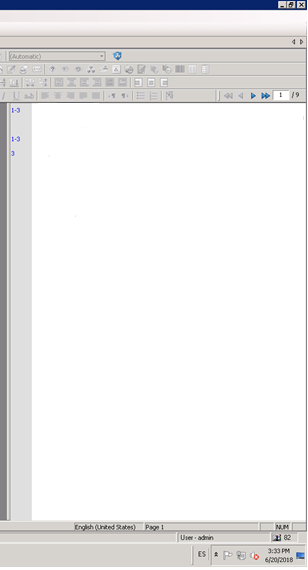 (Automatic)
1 / 9
1-3
1-3
3
English (United States) Page 1 NUM
User - admin 82
ES 3:33 PM
6/20/2018